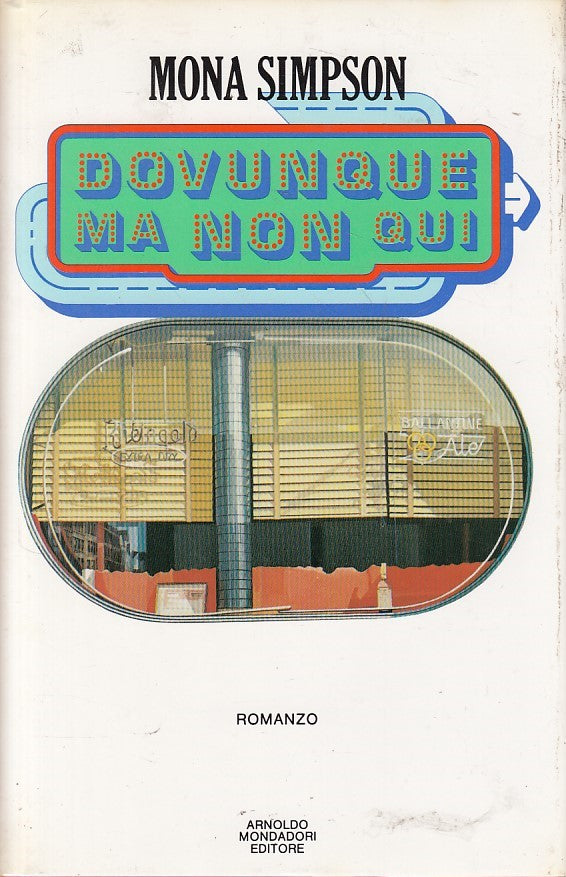 MONA SIMPSON
DOVUNQUE
MA NON QUI
BALLANTINE
Ale
ROMANZO
ARNOLDO
MONDADORI
EDITORE